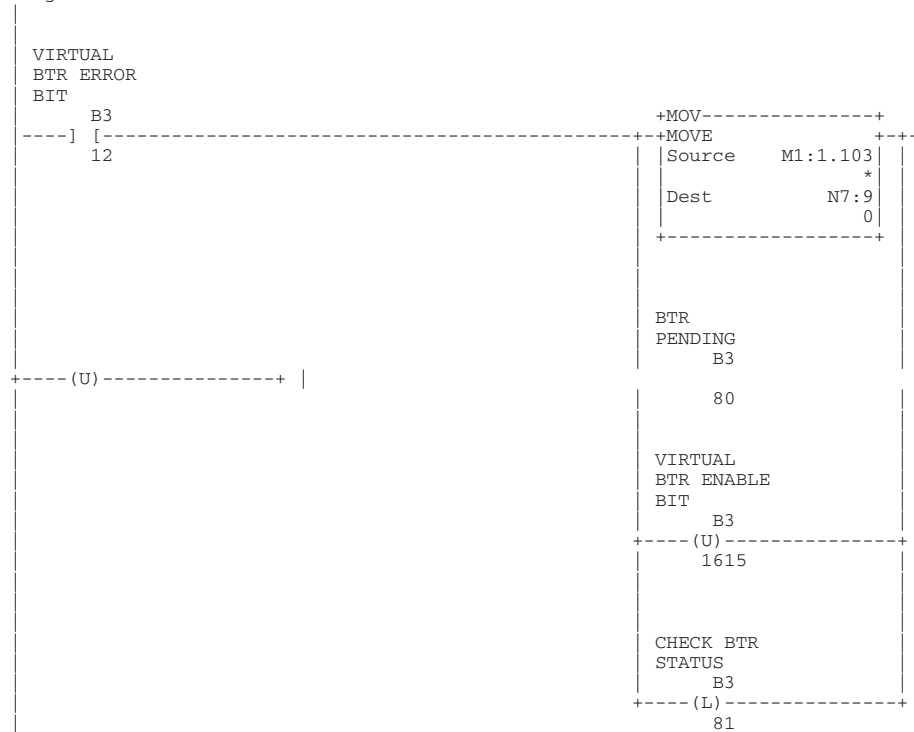 VIRTUAL
BTR ERROR
BIT
B3
+MOV---------------+
|----] [-----------------------------------------------------+-+MOVE               +-+-
12
|Source    M1:1.103|
*
|Dest          N7:9|
0|
+------------------+
BTR
PENDING
B3
+----(U)---------------+ |
80
VIRTUAL
BTR ENABLE
BIT
B3
+----(U)---------------+
1615
CHECK BTR
STATUS
B3
+----(L)---------------+
81